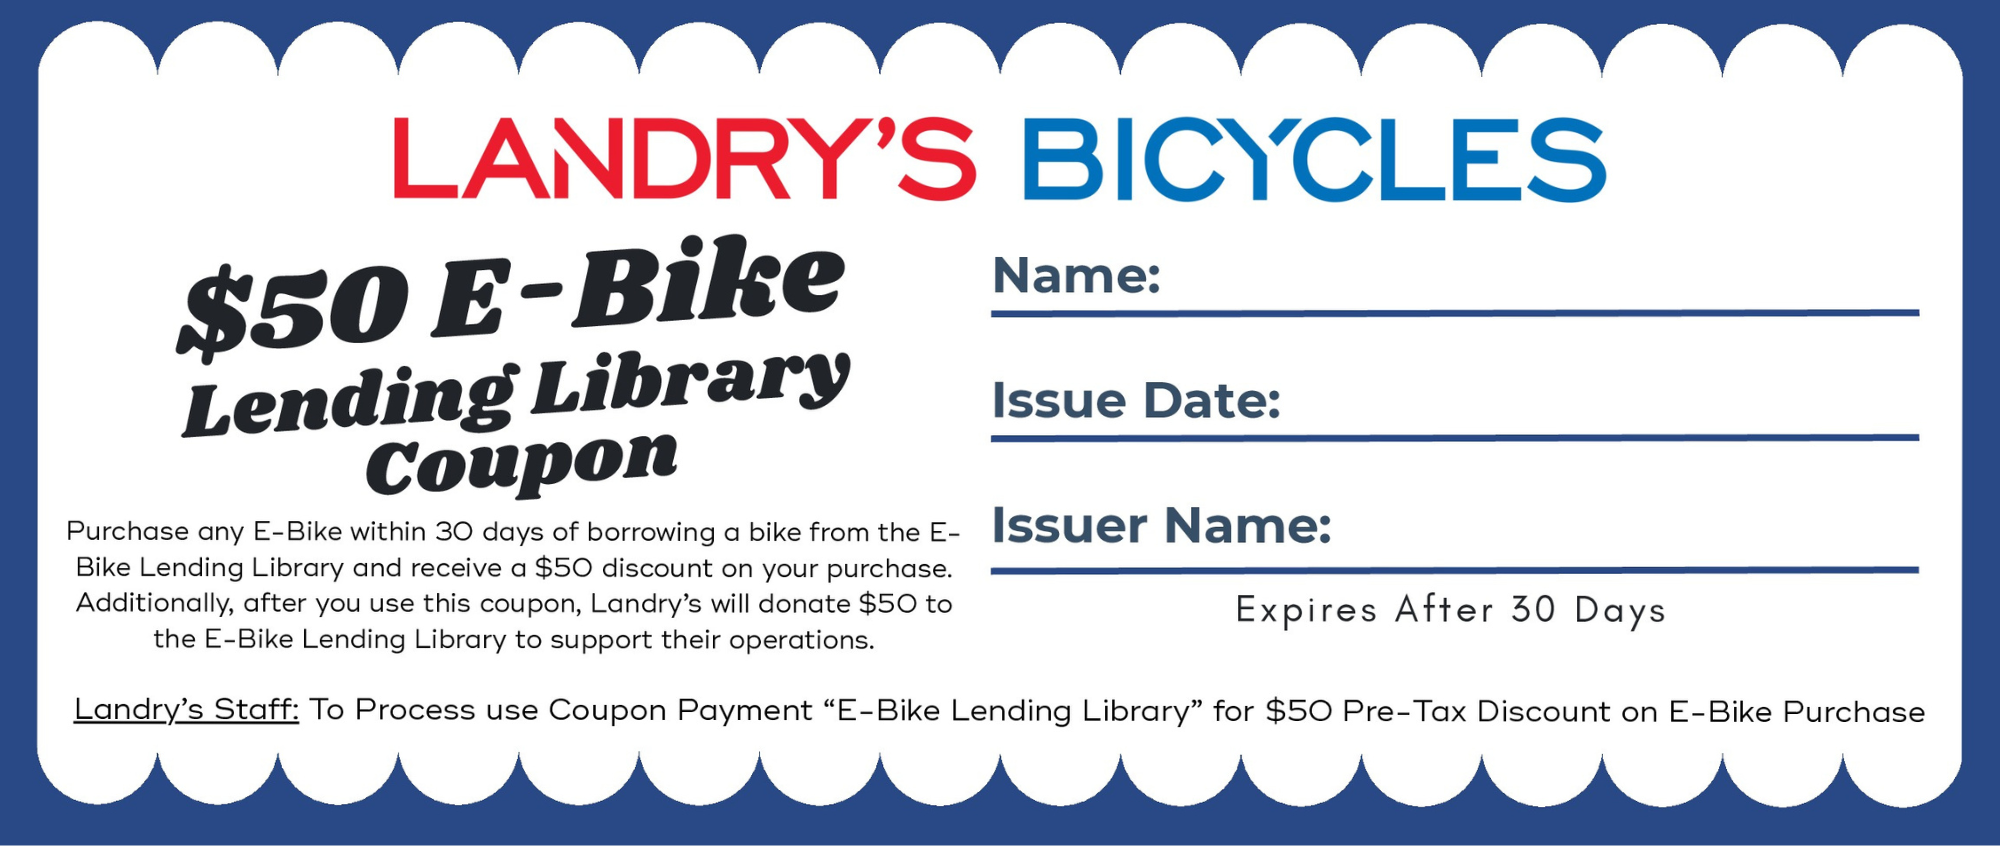 LANDRY'S BICYCLES
$50 E-Bike
Lending Library
Coupon
Purchase any E-Bike within 30 days of borrowing a bike from the E-
Bike Lending Library and receive a $50 discount on your purchase.
Additionally, after you use this coupon, Landry's will donate $50 to
the E-Bike Lending Library to support their operations.
Name:
Issue Date:
Issuer Name:
Expires After 30 Days
Landry's Staff: To Process use Coupon Payment “E-Bike Lending Library” for $50 Pre-Tax Discount on E-Bike Purchase